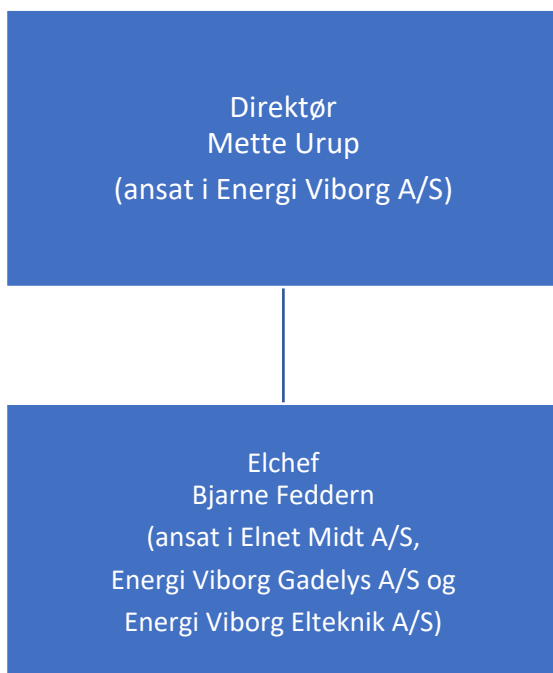 Direktør
Mette Urup
(ansat i Energi Viborg A/S)
Elchef
Bjarne Feddern
(ansat i Elnet Midt A/S,
Energi Viborg Gadelys A/S og
Energi Viborg Elteknik A/S)